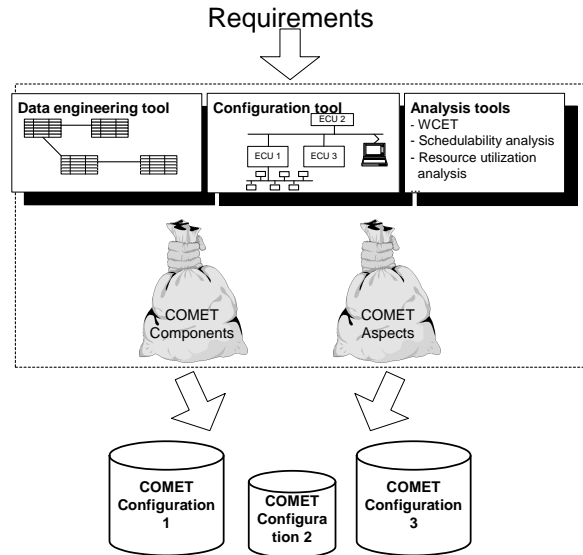 Requirements
Data engineering tool
Configuration tool
Analysis tools
ECU 2
ECU 1
ECU 3
- WCET
- Schedulability analysis
- Resource utilization
analysis
...
COMET
Components
COMET
Aspects
COMET
Configuration
1
COMET
Configura
tion 2
COMET
Configuration
3